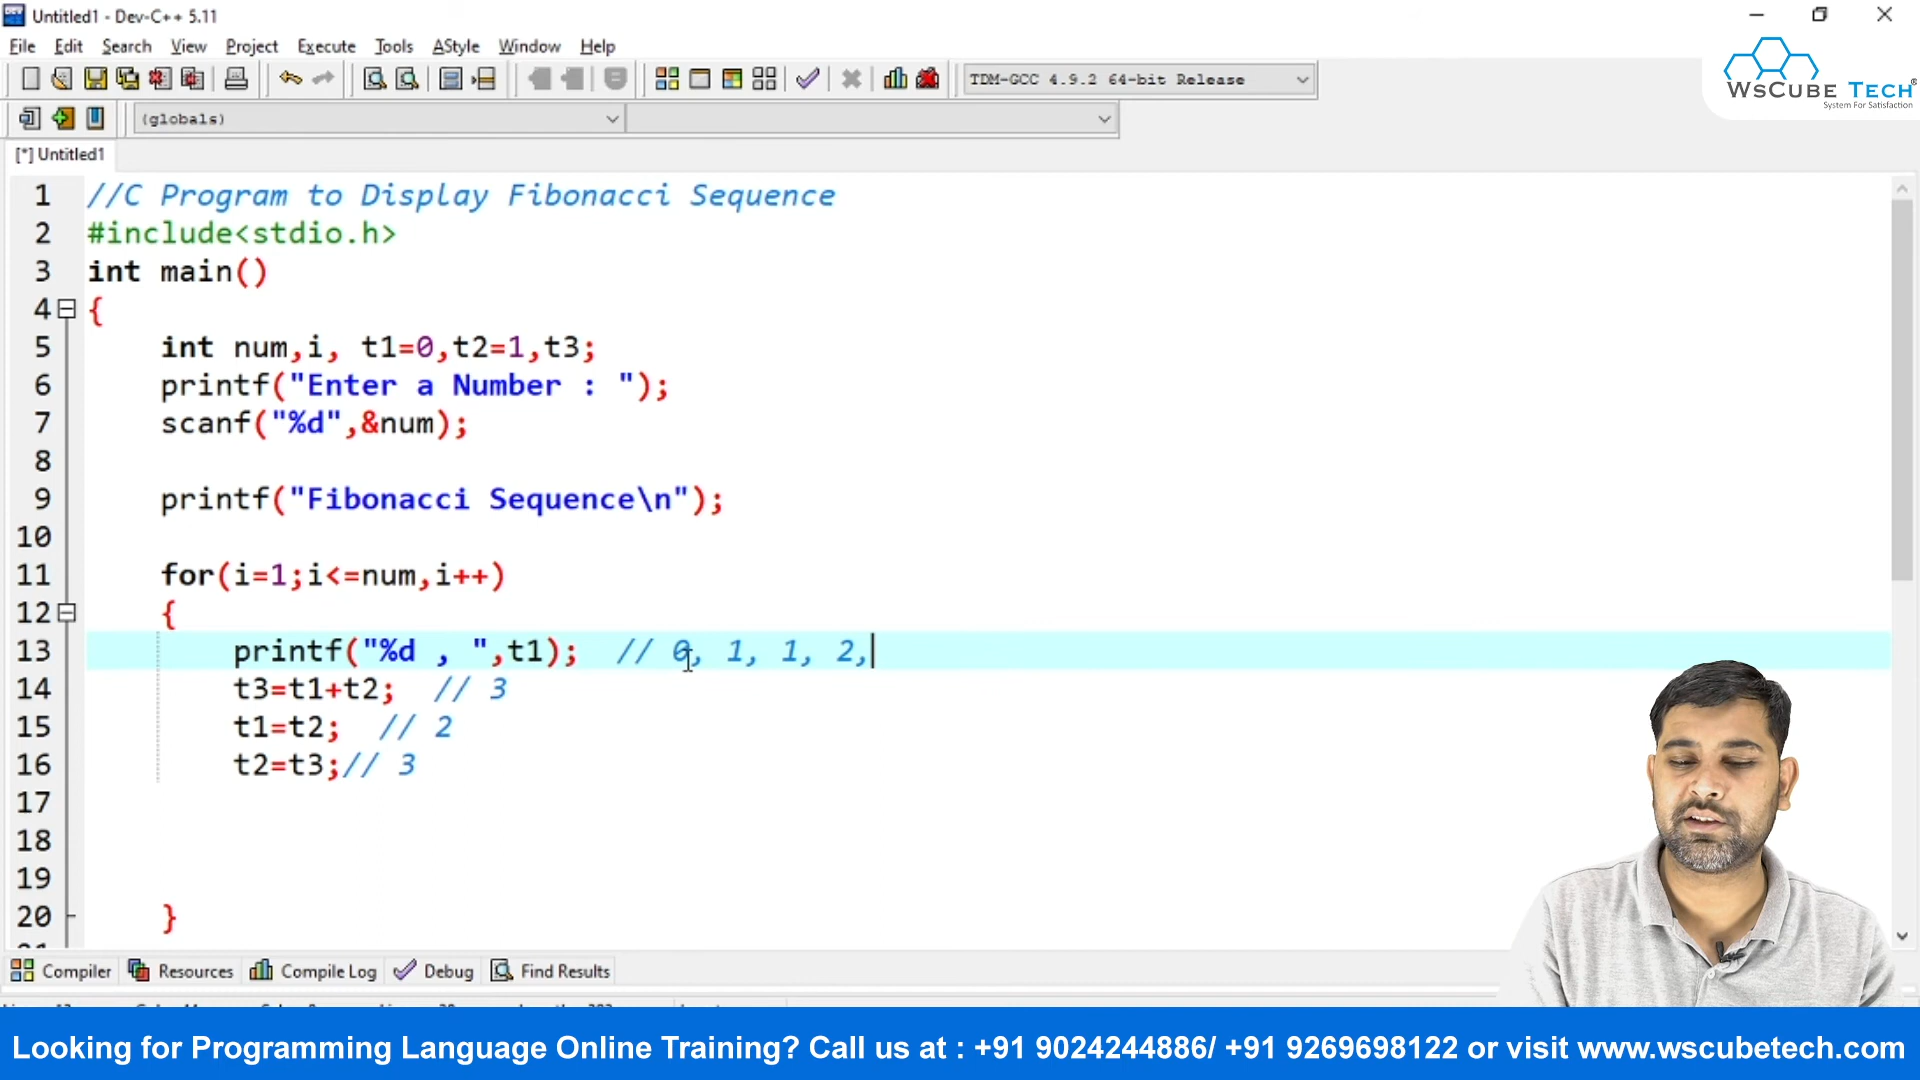 Untitled1 - Dev-C++ 5.11
File Edit Search View Project Execute Tools AStyle Window Help
TDM-GCC 4.9.2 64-bit Release
WsCube Tech
System For Satisfaction
(globals)
[*] Untitled1
1 //C Program to Display Fibonacci Sequence
2 #include<stdio.h>
3 int main()
4 {
5 int num,i, t1=0,t2=1,t3;
6 printf("Enter a Number : ");
7 scanf("%d",&num);
8
9 printf("Fibonacci Sequence\n");
10
11 for(i=1;i<=num,i++)
12 {
13 printf("%d , ",t1); // 0, 1, 1, 2,
14 t3=t1+t2; // 3
15 t1=t2; // 2
16 t2=t3;// 3
17
18
19
20 }
Compiler Resources Compile Log Debug Find Results
Looking for Programming Language Online Training? Call us at : +91 9024244886/ +91 9269698122 or visit www.wscubetech.com